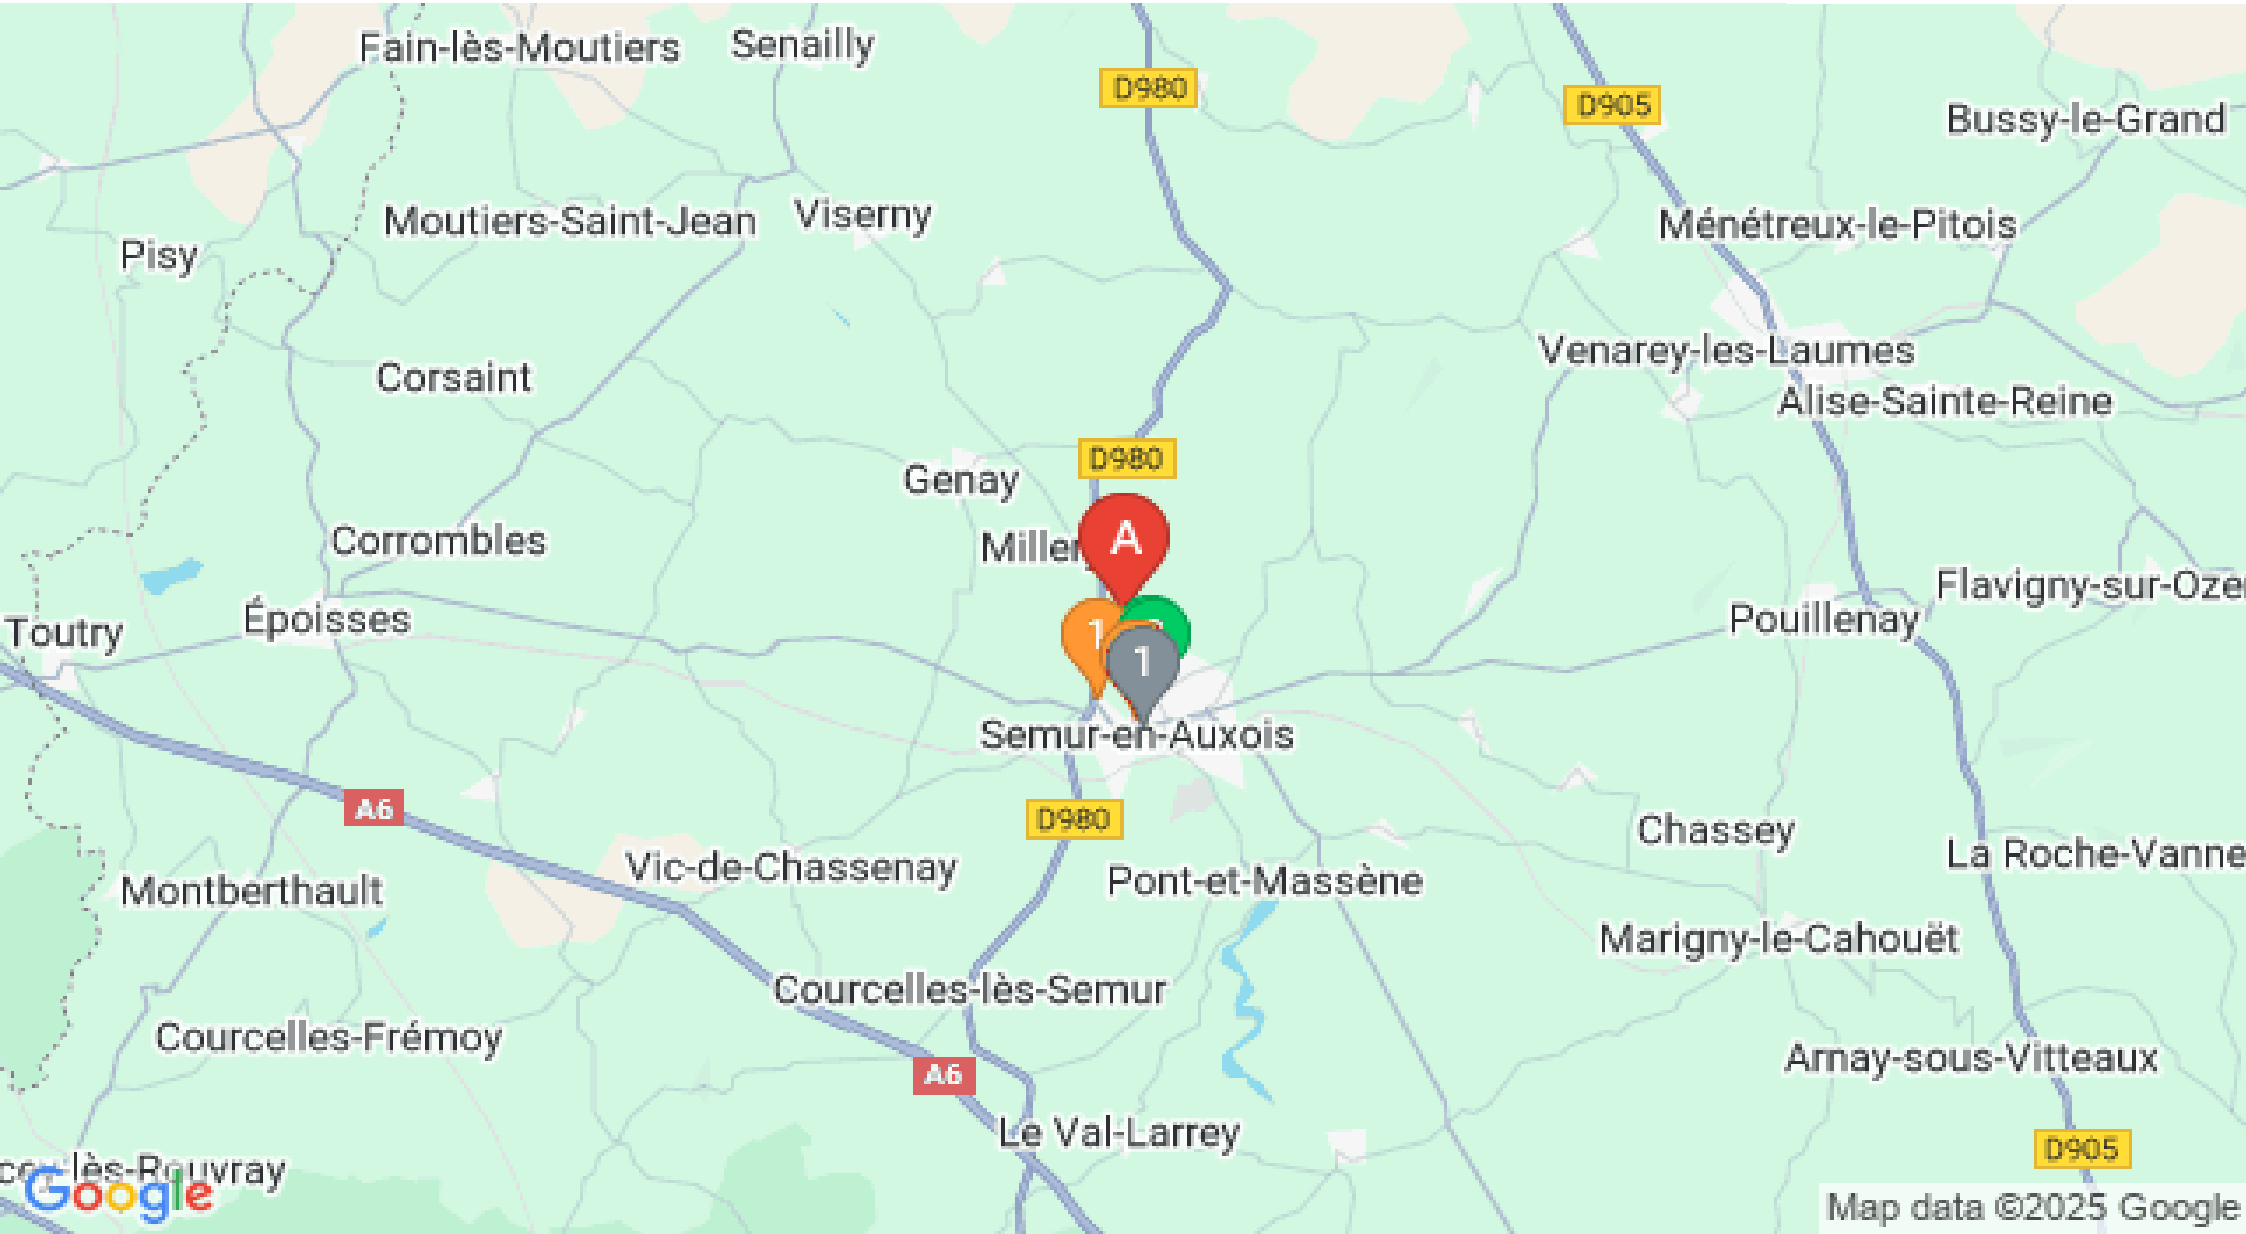 Fain-lès-Moutiers
Senailly
D980
D905
Bussy-le-Grand
Moutiers-Saint-Jean
Viserny
Ménétreux-le-Pitois
Pisy
Venarey-les-Laumes
Corsaint
Alise-Sainte-Reine
D980
Genay
A
Corrombles
Flavigny-sur-Oze
Époisses
Pouillenay
Toutry
1
1
Semur-en-Auxois
A6
D980
Chassey
Vic-de-Chassenay
La Roche-Vanne
Montberthault
Pont-et-Massène
Marigny-le-Cahouët
Courcelles-lès-Semur
Courcelles-Frémoy
Arnay-sous-Vitteaux
A6
Le Val-Larrey
D905
lès-Rouvray
Google
Map data ©2025 Google